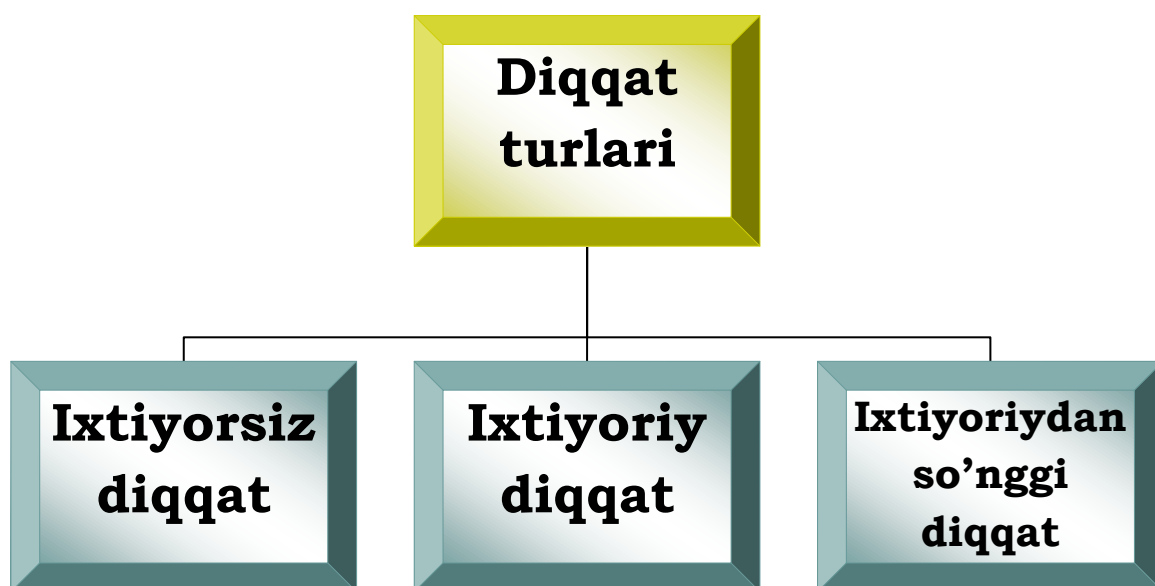 Diqqat
turlari
Ixtiyorsiz
diqqat
Ixtiyoriy
diqqat
Ixtiyoriydan
so’nggi
diqqat